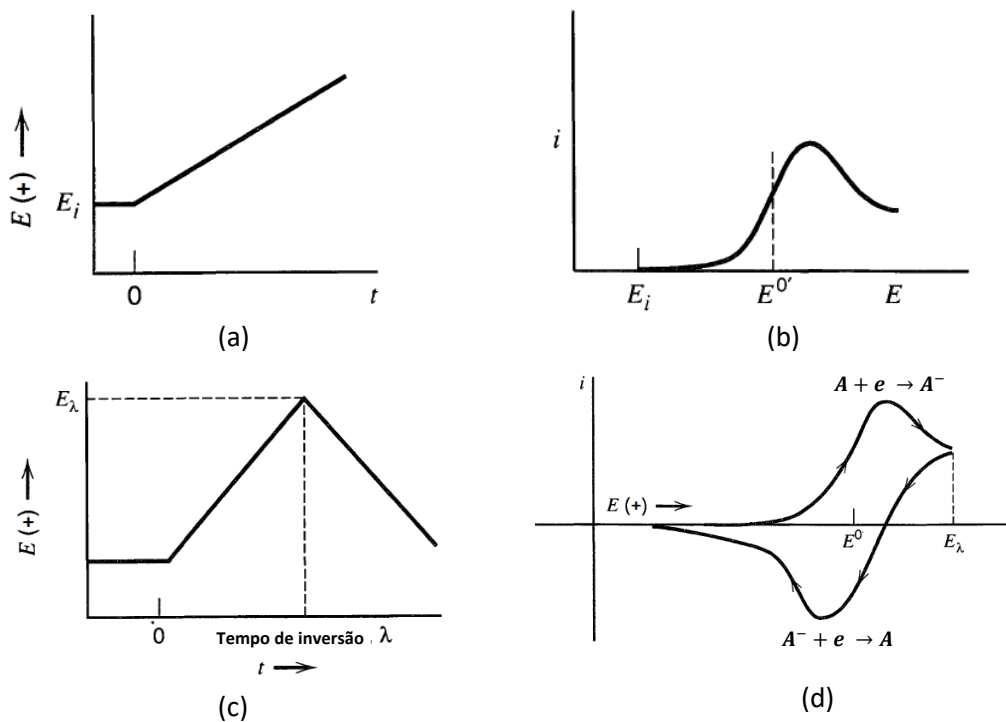 E (+)
E_i
0
t
(a)
i
E_i
E^{0′}
E
(b)
E_λ
E (+)
0
Tempo de inversão , λ
t
(c)
i
A + e → A⁻
E (+)
E^0
E_λ
A⁻ + e → A
(d)